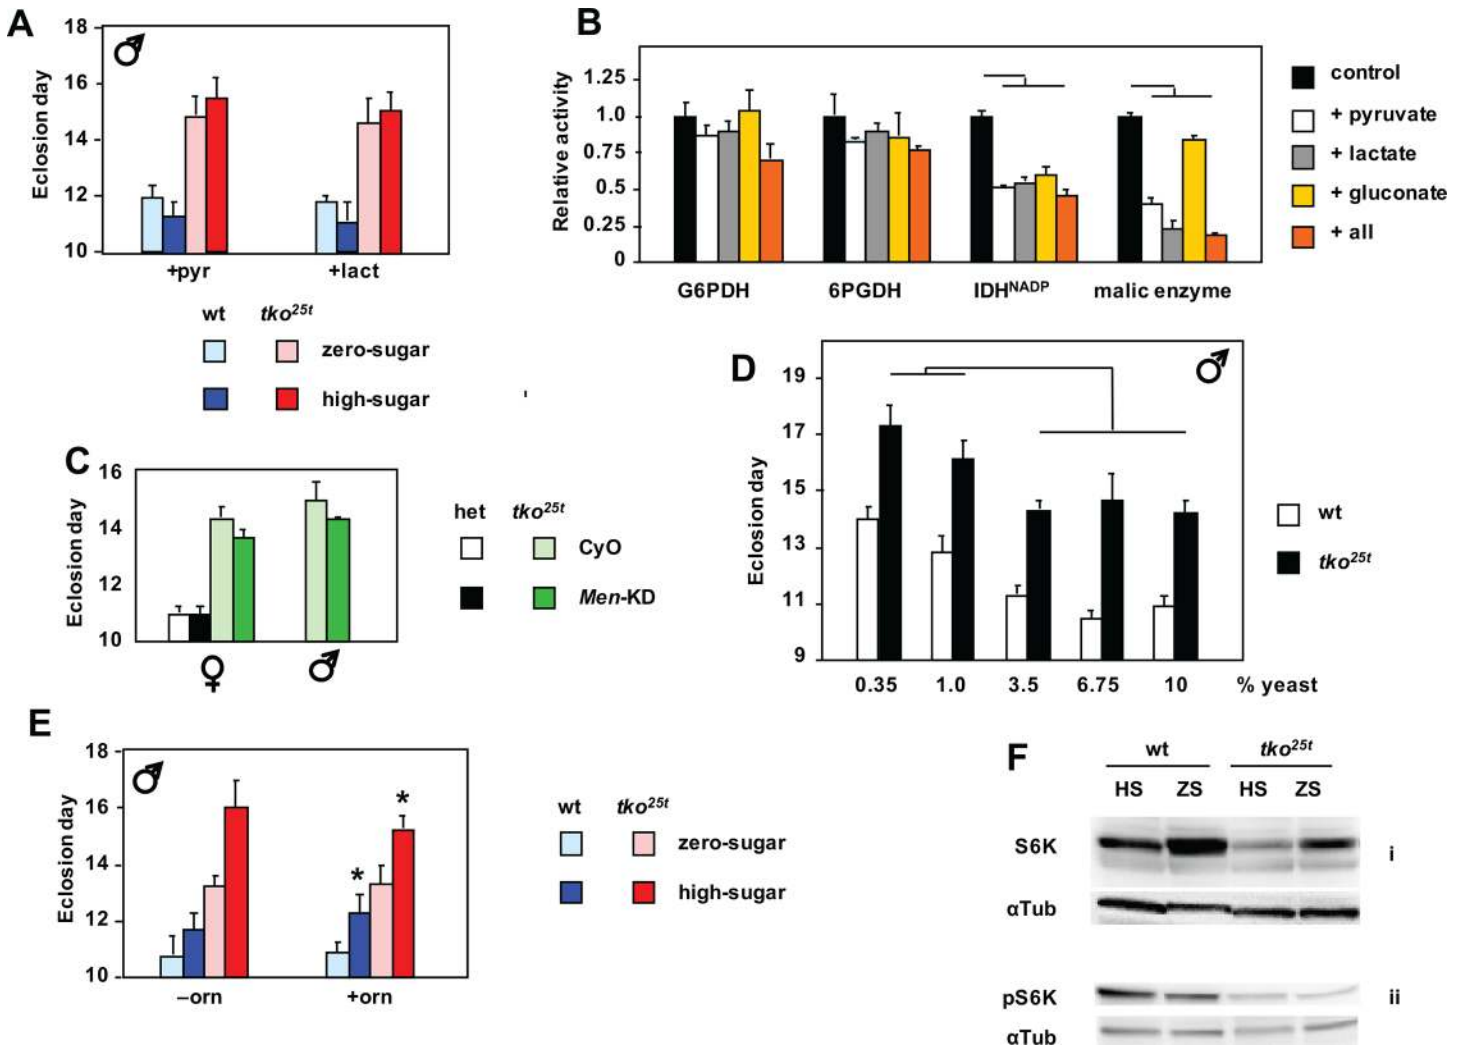 A
Eclosion day
18
16
14
12
10
♂
+pyr +lact
wt tko25t
zero-sugar
high-sugar
B
Relative activity
1.25
1.0
0.75
0.5
0.25
0
G6PDH 6PGDH IDHNADP malic enzyme
control
+ pyruvate
+ lactate
+ gluconate
+ all
C
Eclosion day
16
14
12
10
♀ ♂
het tko25t
CyO
Men-KD
D
Eclosion day
19
17
15
13
11
9
♂
0.35 1.0 3.5 6.75 10 % yeast
wt
tko25t
E
Eclosion day
18
16
14
12
10
♂
* *
–orn +orn
wt tko25t
zero-sugar
high-sugar
F
wt tko25t
HS ZS HS ZS
S6K i
αTub
pS6K ii
αTub